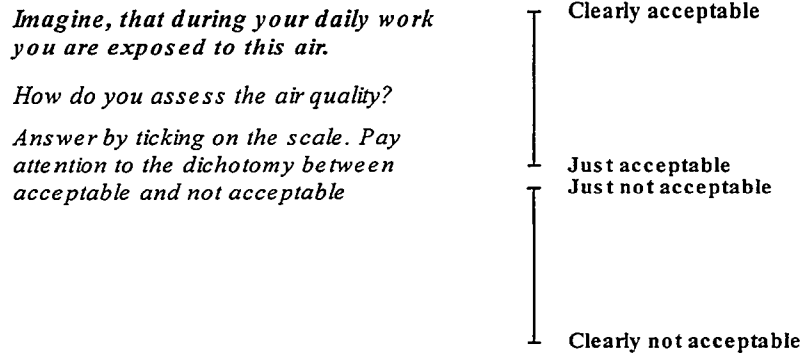 Imagine, that during your daily work
you are exposed to this air.
How do you assess the air quality?
Answer by ticking on the scale. Pay
attention to the dichotomy between
acceptable and not acceptable
Clearly acceptable
Just acceptable
Just not acceptable
Clearly not acceptable